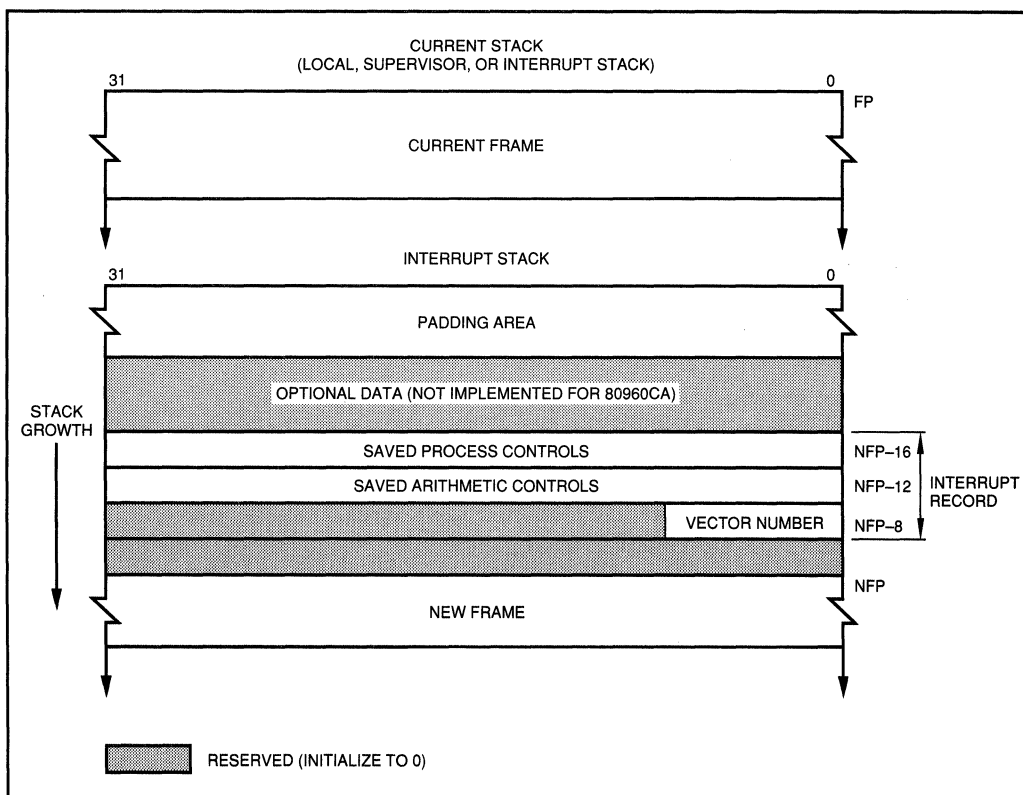 CURRENT STACK
(LOCAL, SUPERVISOR, OR INTERRUPT STACK)
31
0
FP
CURRENT FRAME
INTERRUPT STACK
31
0
PADDING AREA
OPTIONAL DATA (NOT IMPLEMENTED FOR 80960CA)
STACK
GROWTH
SAVED PROCESS CONTROLS
NFP–16
SAVED ARITHMETIC CONTROLS
NFP–12
INTERRUPT
RECORD
VECTOR NUMBER
NFP–8
NFP
NEW FRAME
RESERVED (INITIALIZE TO 0)